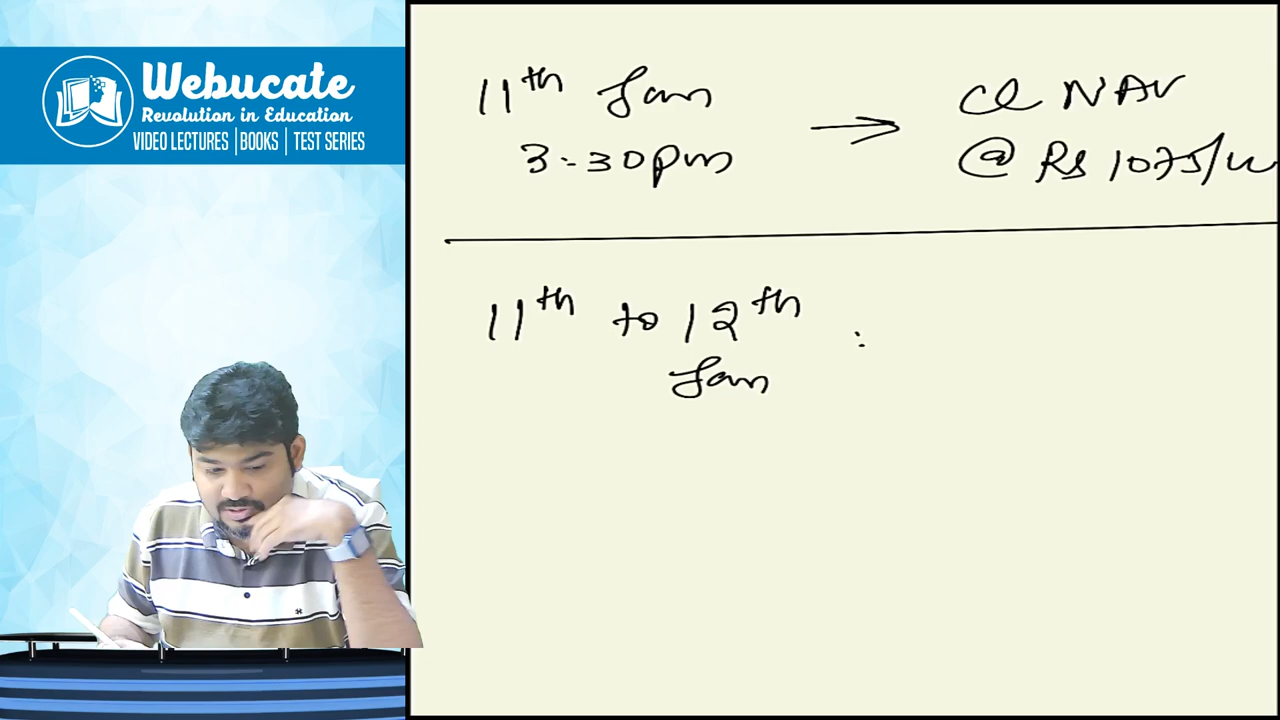 Webucate
Revolution in Education
VIDEO LECTURES | BOOKS | TEST SERIES
11th Jan
3.30pm
→ Cl NAV
@ Rs 1075/u
11th to 12th :
Jan